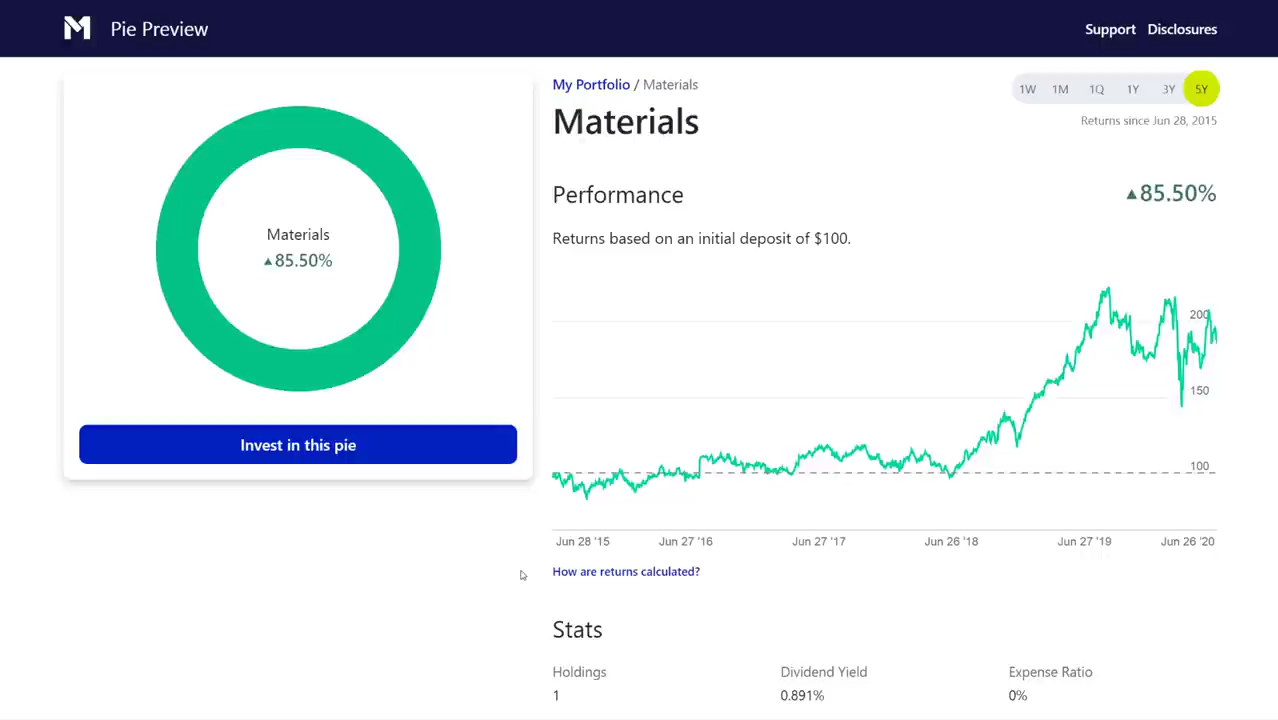 M Pie Preview
Support Disclosures
My Portfolio / Materials
1W 1M 1Q 1Y 3Y 5Y
Returns since Jun 28, 2015
Materials
Performance
▲85.50%
Returns based on an initial deposit of $100.
Materials
▲85.50%
Invest in this pie
200
150
100
Jun 28 '15 Jun 27 '16 Jun 27 '17 Jun 26 '18 Jun 27 '19 Jun 26 '20
How are returns calculated?
Stats
Holdings Dividend Yield Expense Ratio
1 0.891% 0%